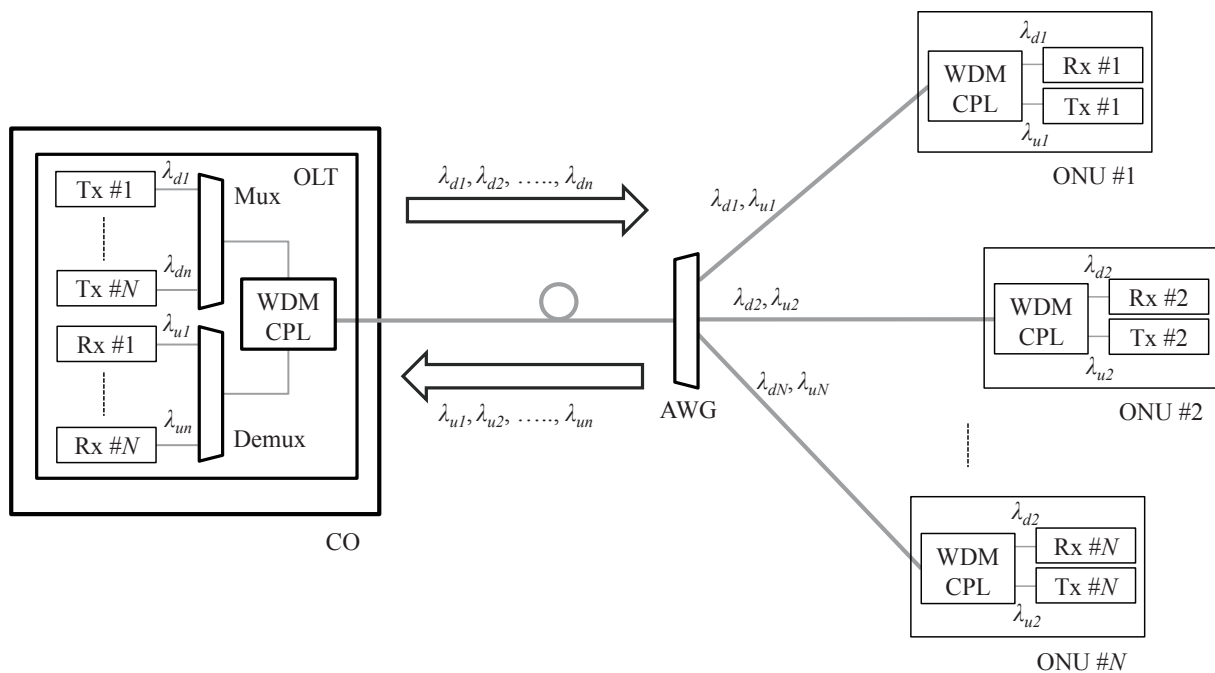 OLT
Tx #1
λd1
Mux
Tx #N
λdn
WDM
CPL
Rx #1
λu1
Rx #N
λun
Demux
CO
λd1, λd2, ….., λdn
λu1, λu2, ….., λun
AWG
λd1, λu1
λd2, λu2
λdN, λuN
λd1
WDM
CPL
Rx #1
Tx #1
λu1
ONU #1
λd2
WDM
CPL
Rx #2
Tx #2
λu2
ONU #2
λd2
WDM
CPL
Rx #N
Tx #N
λu2
ONU #N